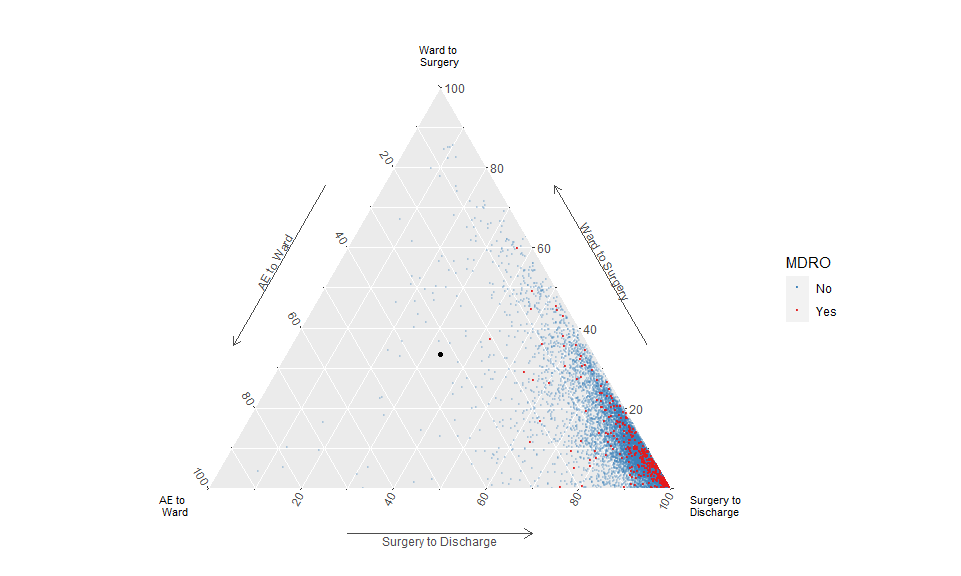 Ward to
Surgery
100
20
80
40
60
AE to Ward
Ward to Surgery
MDRO
No
Yes
60
40
80
20
100
AE to
Ward
20
40
60
80
100
Surgery to
Discharge
Surgery to Discharge